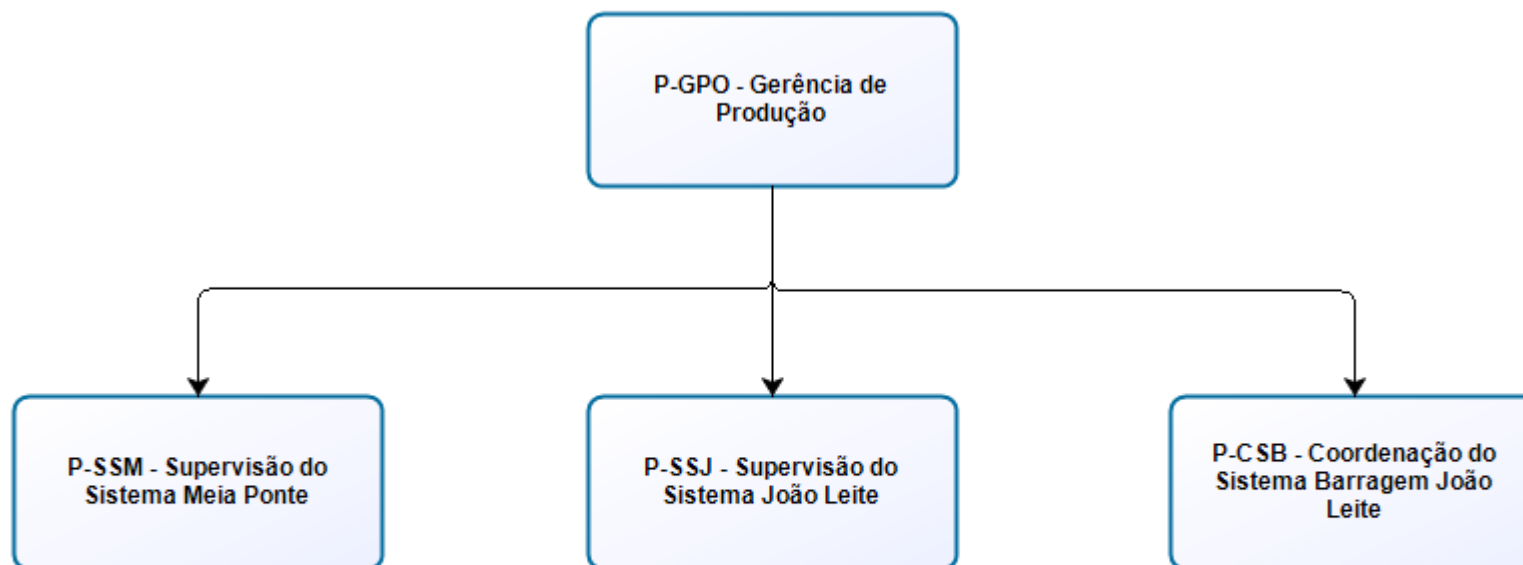 P-GPO - Gerência de
Produção
P-SSM - Supervisão do
Sistema Meia Ponte
P-SSJ - Supervisão do
Sistema João Leite
P-CSB - Coordenação do
Sistema Barragem João
Leite